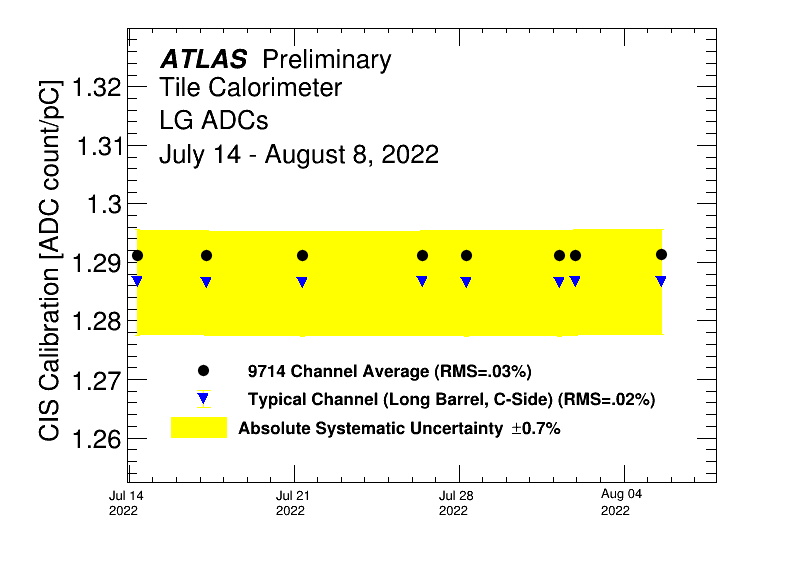 ATLAS Preliminary
Tile Calorimeter
LG ADCs
July 14 - August 8, 2022
CIS Calibration [ADC count/pC]
1.32
1.31
1.3
1.29
1.28
1.27
1.26
9714 Channel Average (RMS=.03%)
Typical Channel (Long Barrel, C-Side) (RMS=.02%)
Absolute Systematic Uncertainty ±0.7%
Jul 14 Jul 21 Jul 28 Aug 04
2022 2022 2022 2022